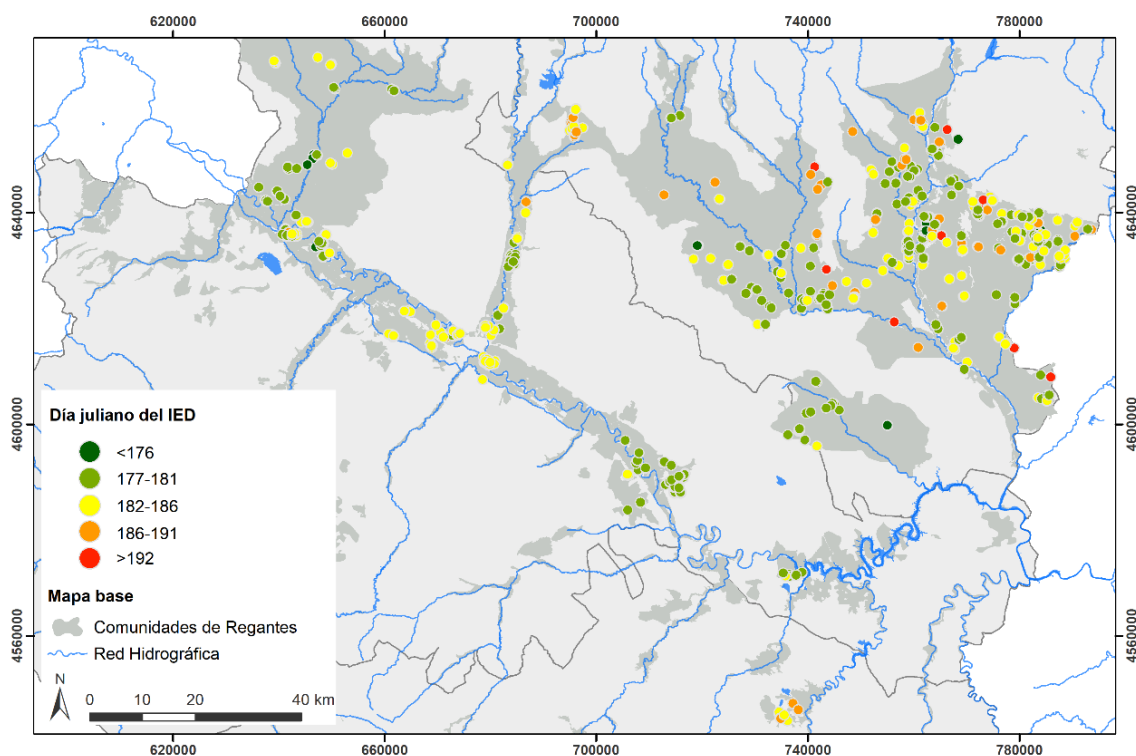 620000 660000 700000 740000 780000
4640000 4640000
4600000 4600000
4560000 4560000
Día juliano del IED
<176
177-181
182-186
186-191
>192
Mapa base
Comunidades de Regantes
Red Hidrográfica
N
0 10 20 40 km
620000 660000 700000 740000 780000